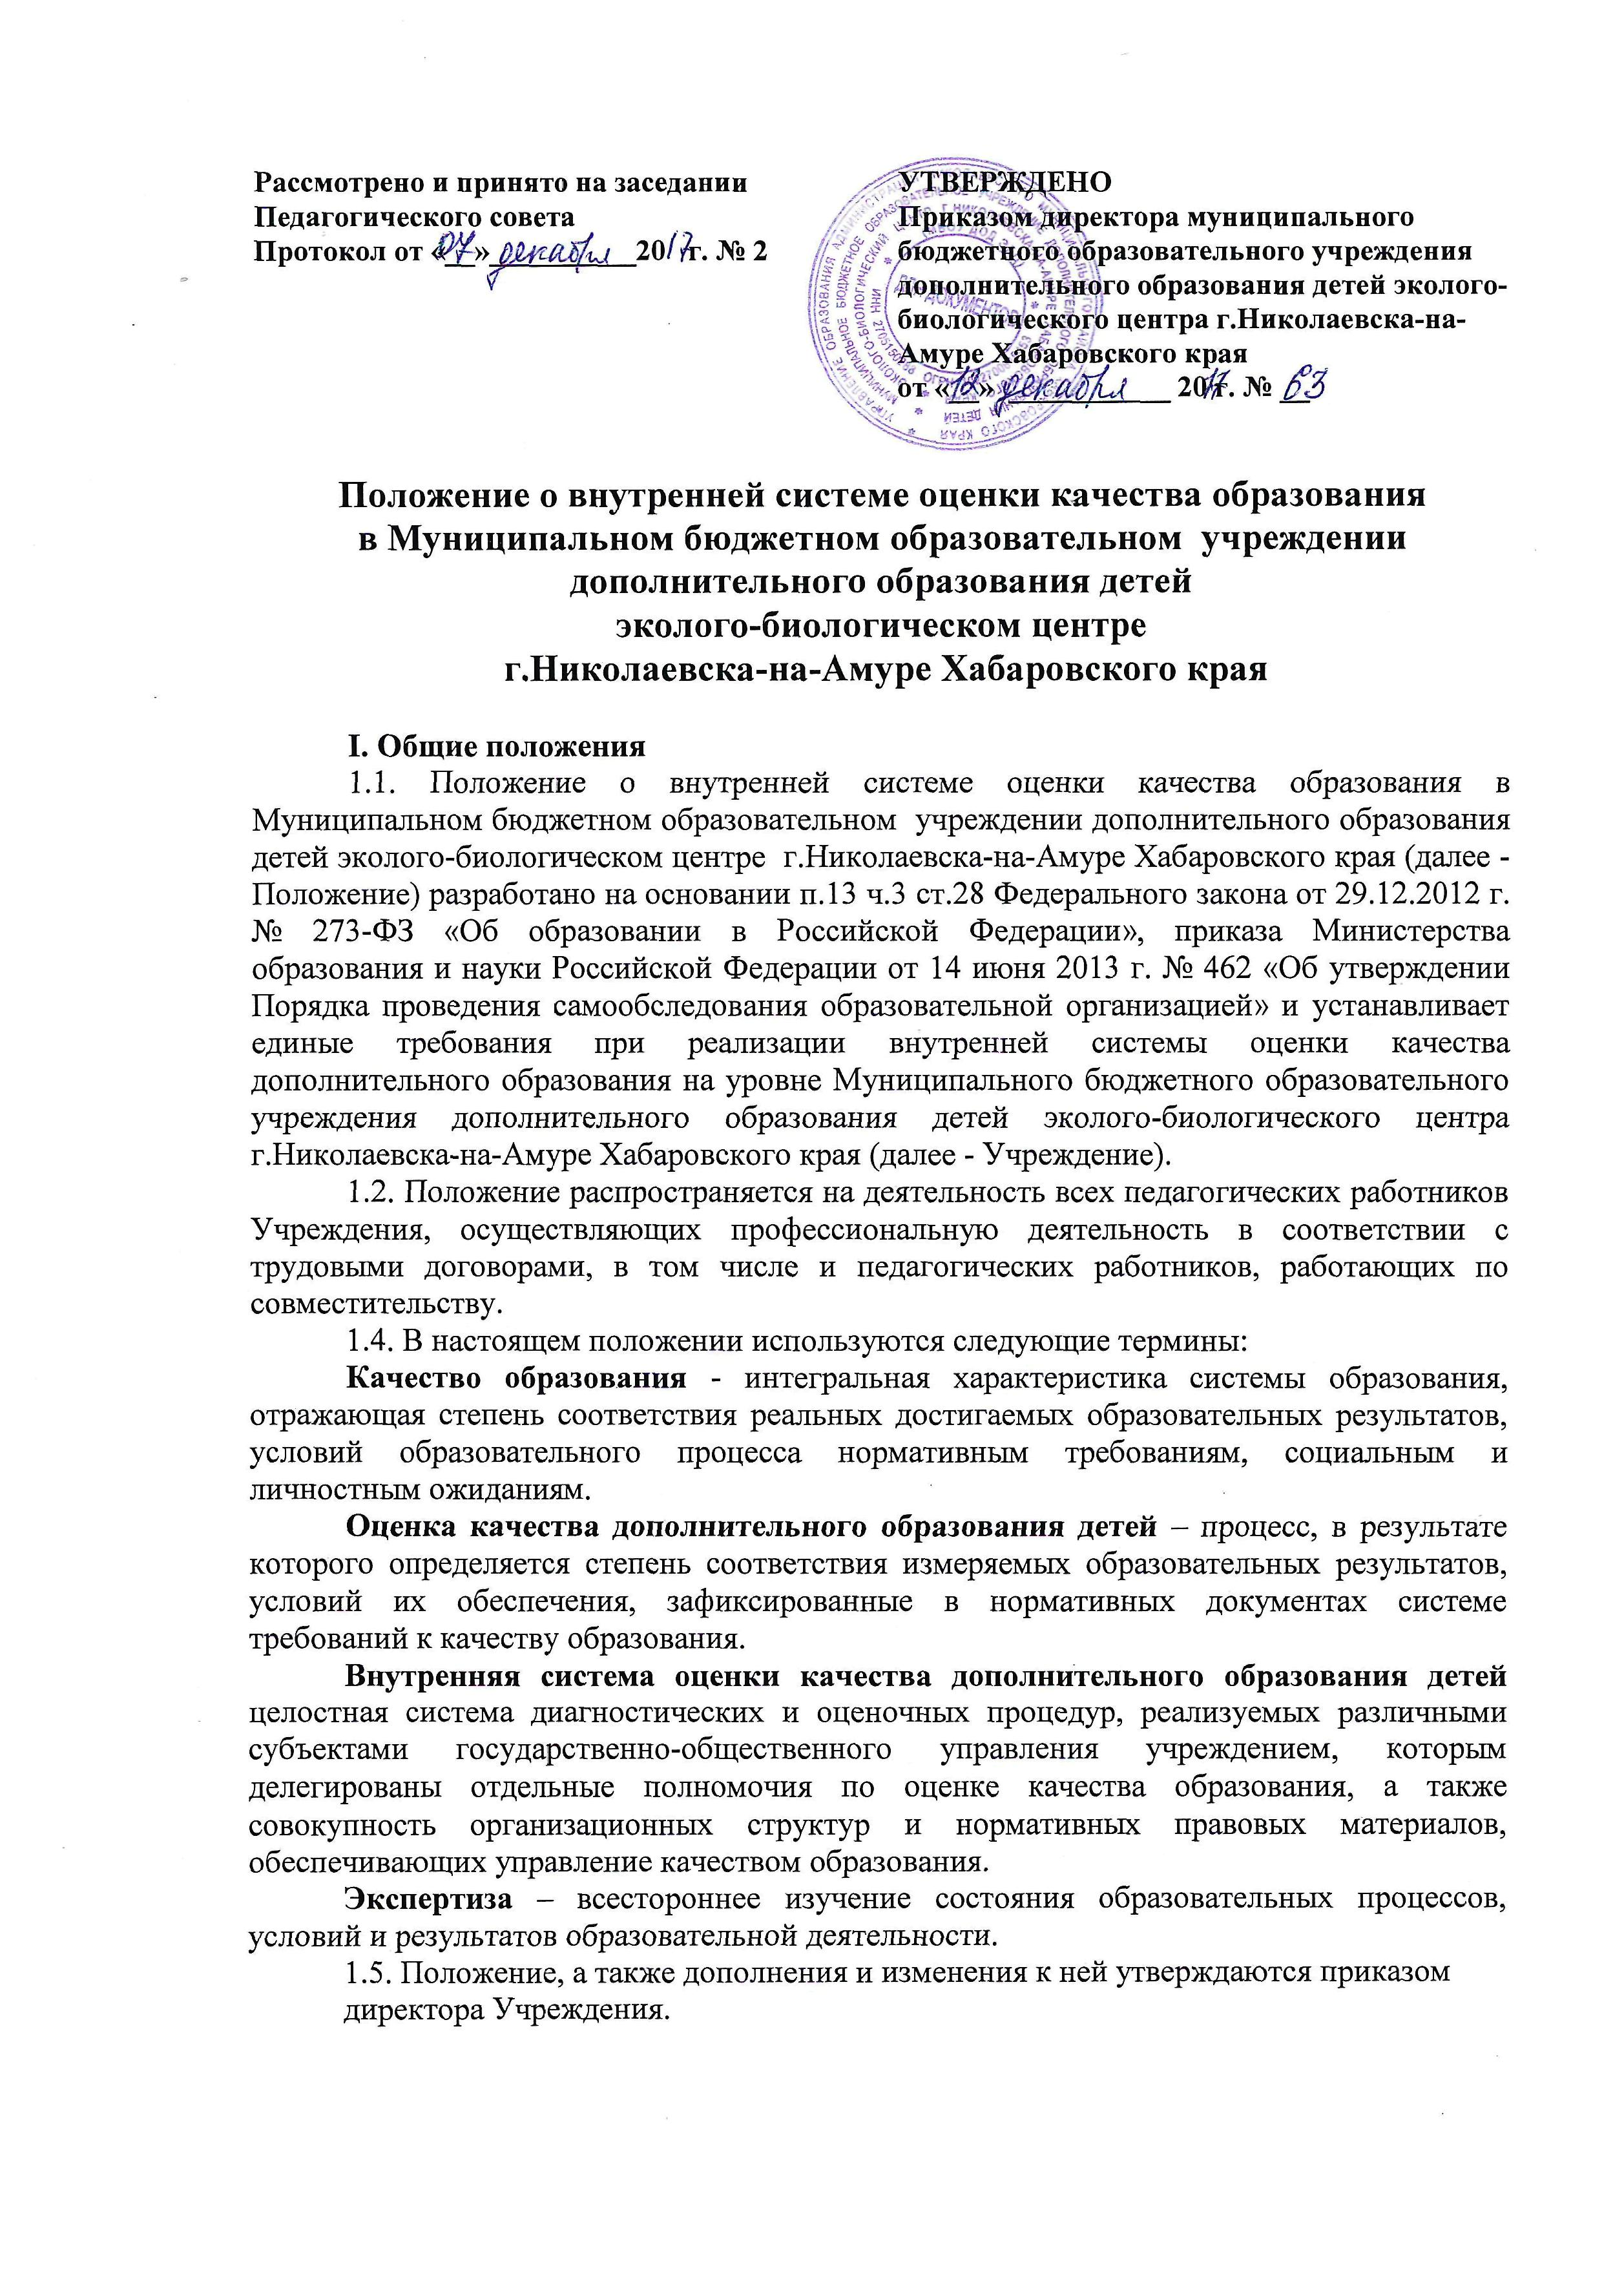 Рассмотрено и принято на заседании
Педагогического совета
Протокол от «07» декабря 2017г. № 2
УТВЕРЖДЕНО
Приказом директора муниципального
бюджетного образовательного учреждения
дополнительного образования детей эколого-
биологического центра г.Николаевска-на-
Амуре Хабаровского края
от «12» декабря 2017г. № 63
Положение о внутренней системе оценки качества образования
в Муниципальном бюджетном образовательном учреждении
дополнительного образования детей
эколого-биологическом центре
г.Николаевска-на-Амуре Хабаровского края
I. Общие положения
1.1. Положение о внутренней системе оценки качества образования в
Муниципальном бюджетном образовательном учреждении дополнительного образования
детей эколого-биологическом центре г.Николаевска-на-Амуре Хабаровского края (далее -
Положение) разработано на основании п.13 ч.3 ст.28 Федерального закона от 29.12.2012 г.
№ 273-ФЗ «Об образовании в Российской Федерации», приказа Министерства
образования и науки Российской Федерации от 14 июня 2013 г. № 462 «Об утверждении
Порядка проведения самообследования образовательной организацией» и устанавливает
единые требования при реализации внутренней системы оценки качества
дополнительного образования на уровне Муниципального бюджетного образовательного
учреждения дополнительного образования детей эколого-биологического центра
г.Николаевска-на-Амуре Хабаровского края (далее - Учреждение).
1.2. Положение распространяется на деятельность всех педагогических работников
Учреждения, осуществляющих профессиональную деятельность в соответствии с
трудовыми договорами, в том числе и педагогических работников, работающих по
совместительству.
1.4. В настоящем положении используются следующие термины:
Качество образования - интегральная характеристика системы образования,
отражающая степень соответствия реальных достигаемых образовательных результатов,
условий образовательного процесса нормативным требованиям, социальным и
личностным ожиданиям.
Оценка качества дополнительного образования детей – процесс, в результате
которого определяется степень соответствия измеряемых образовательных результатов,
условий их обеспечения, зафиксированные в нормативных документах системе
требований к качеству образования.
Внутренняя система оценки качества дополнительного образования детей
целостная система диагностических и оценочных процедур, реализуемых различными
субъектами государственно-общественного управления учреждением, которым
делегированы отдельные полномочия по оценке качества образования, а также
совокупность организационных структур и нормативных правовых материалов,
обеспечивающих управление качеством образования.
Экспертиза – всестороннее изучение состояния образовательных процессов,
условий и результатов образовательной деятельности.
1.5. Положение, а также дополнения и изменения к ней утверждаются приказом
директора Учреждения.